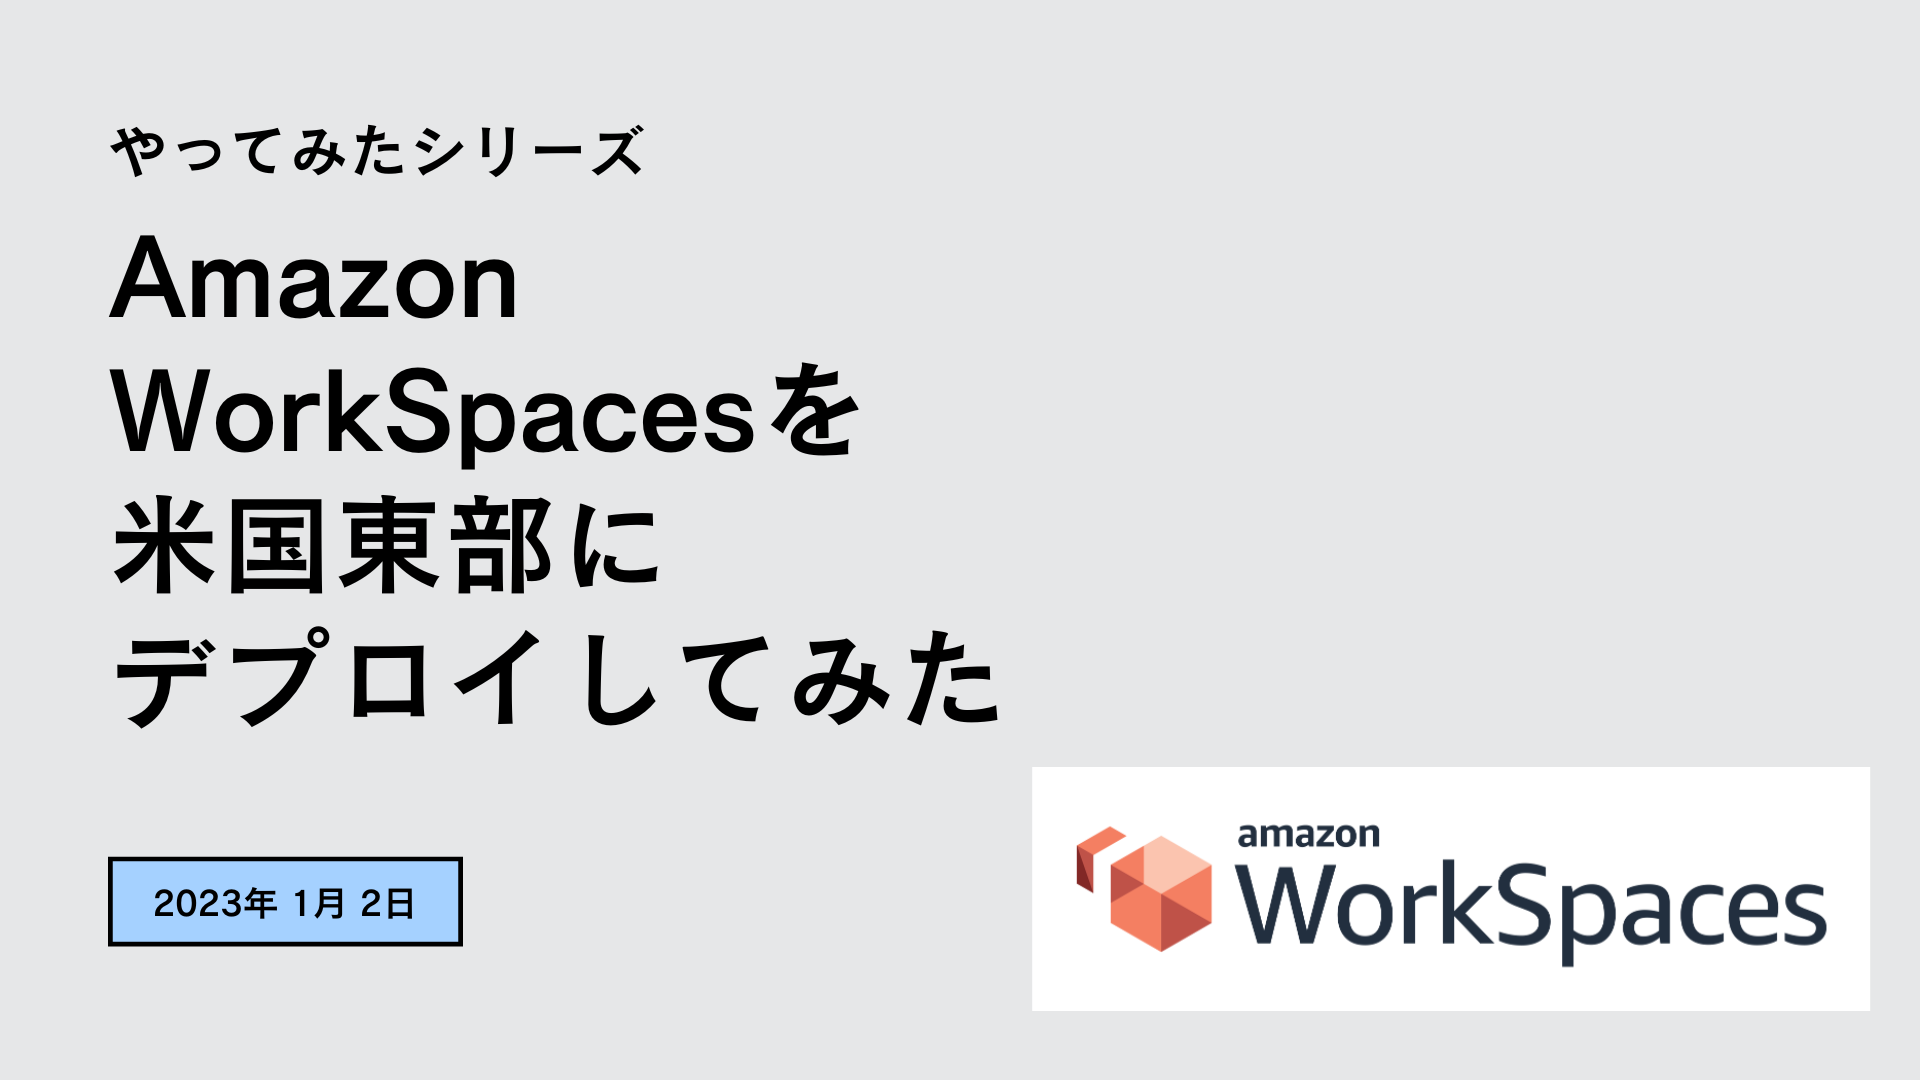 やってみたシリーズ
Amazon
WorkSpacesを
米国東部に
デプロイしてみた
2023年 1月 2日
amazon
WorkSpaces